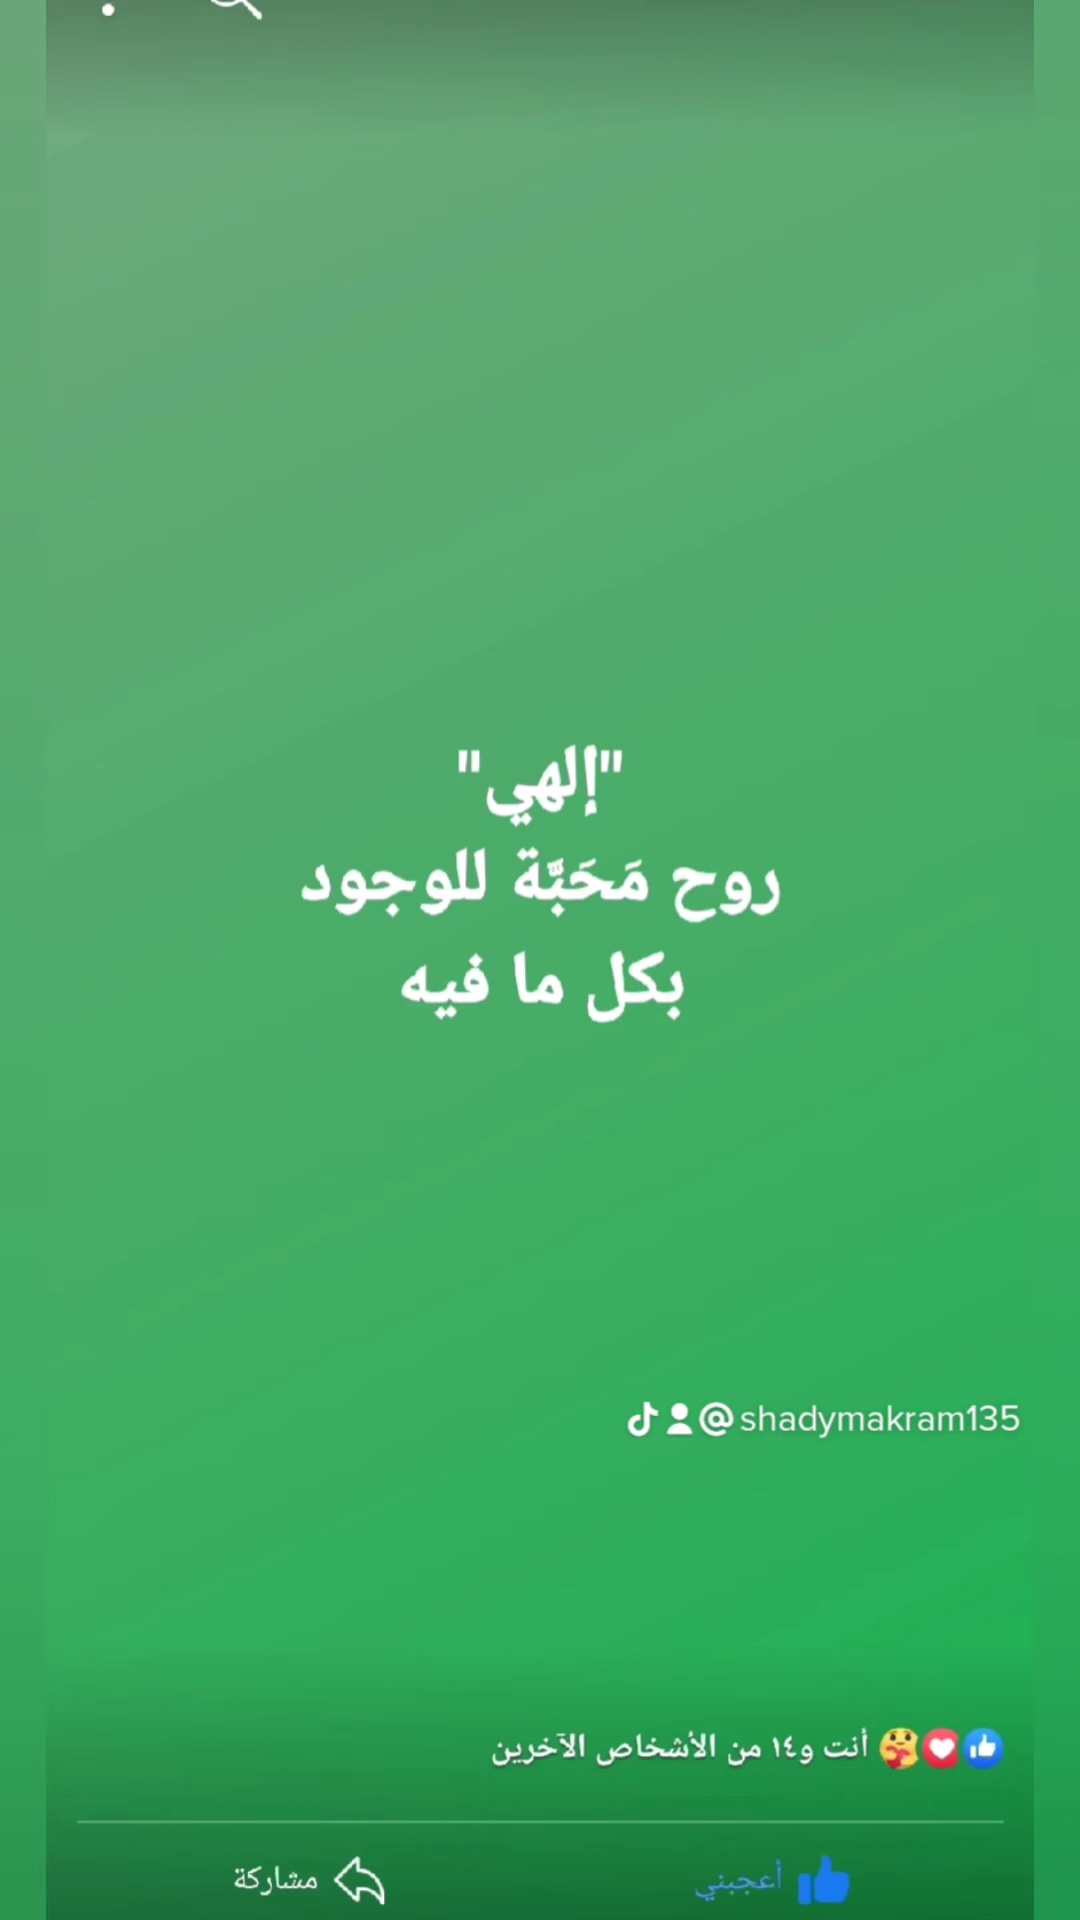 "إلهي"
روح مَحَبَّة للوجود
بكل ما فيه
@shadymakram135
أنت و١٤ من الأشخاص الآخرين
أعجبني
مشاركة